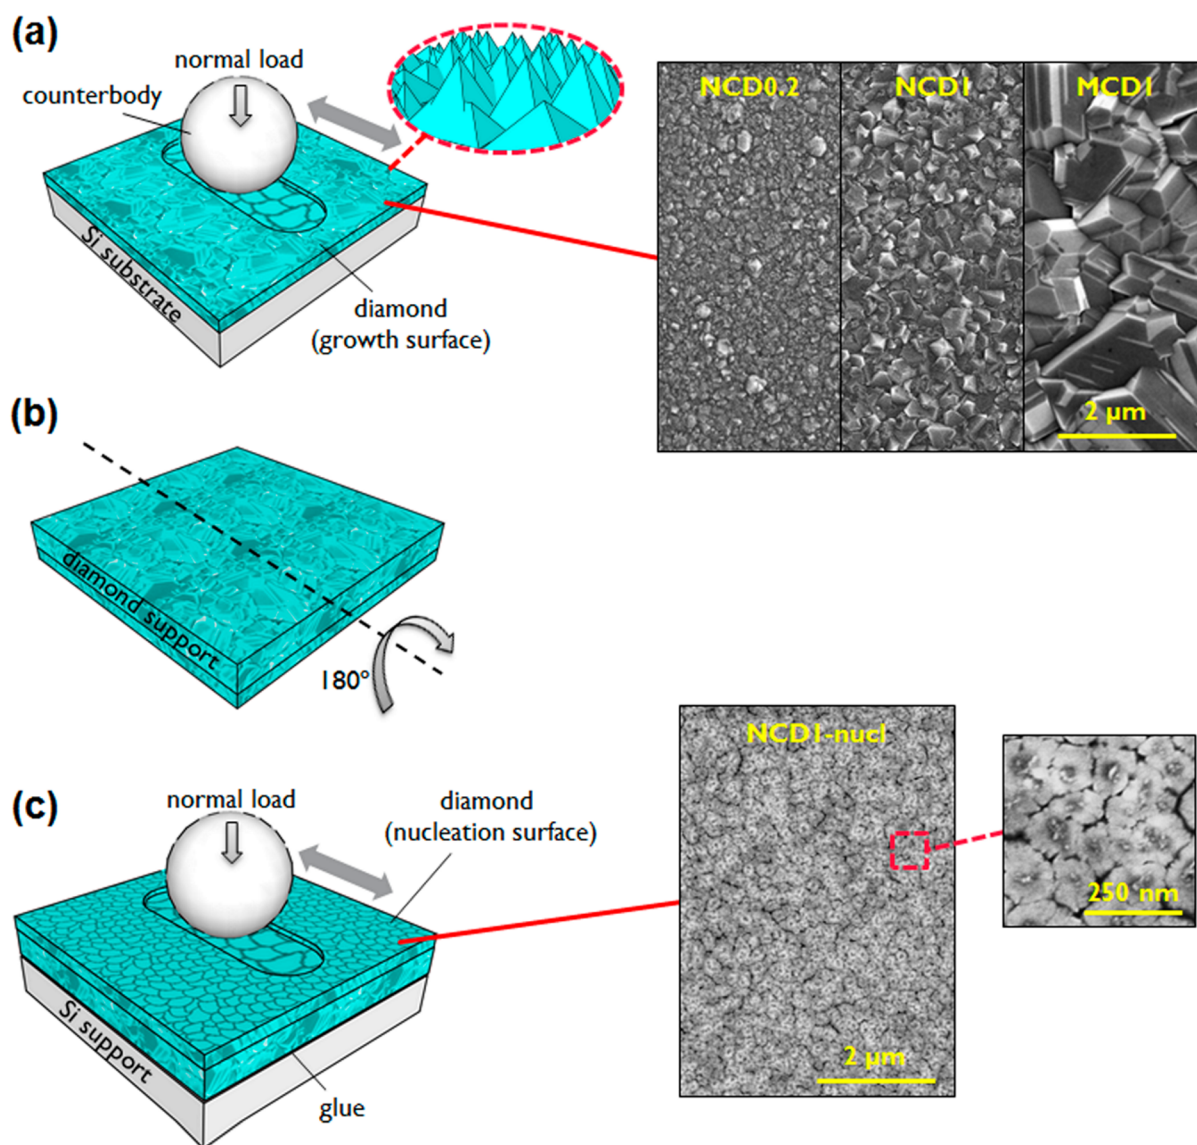 (a)
normal load
counterbody
Si substrate
diamond
(growth surface)
NCD0.2
NCD1
MCD1
2 µm
(b)
diamond support
180°
(c)
normal load
diamond
(nucleation surface)
Si support
glue
NCD1-nucl
2 µm
250 nm